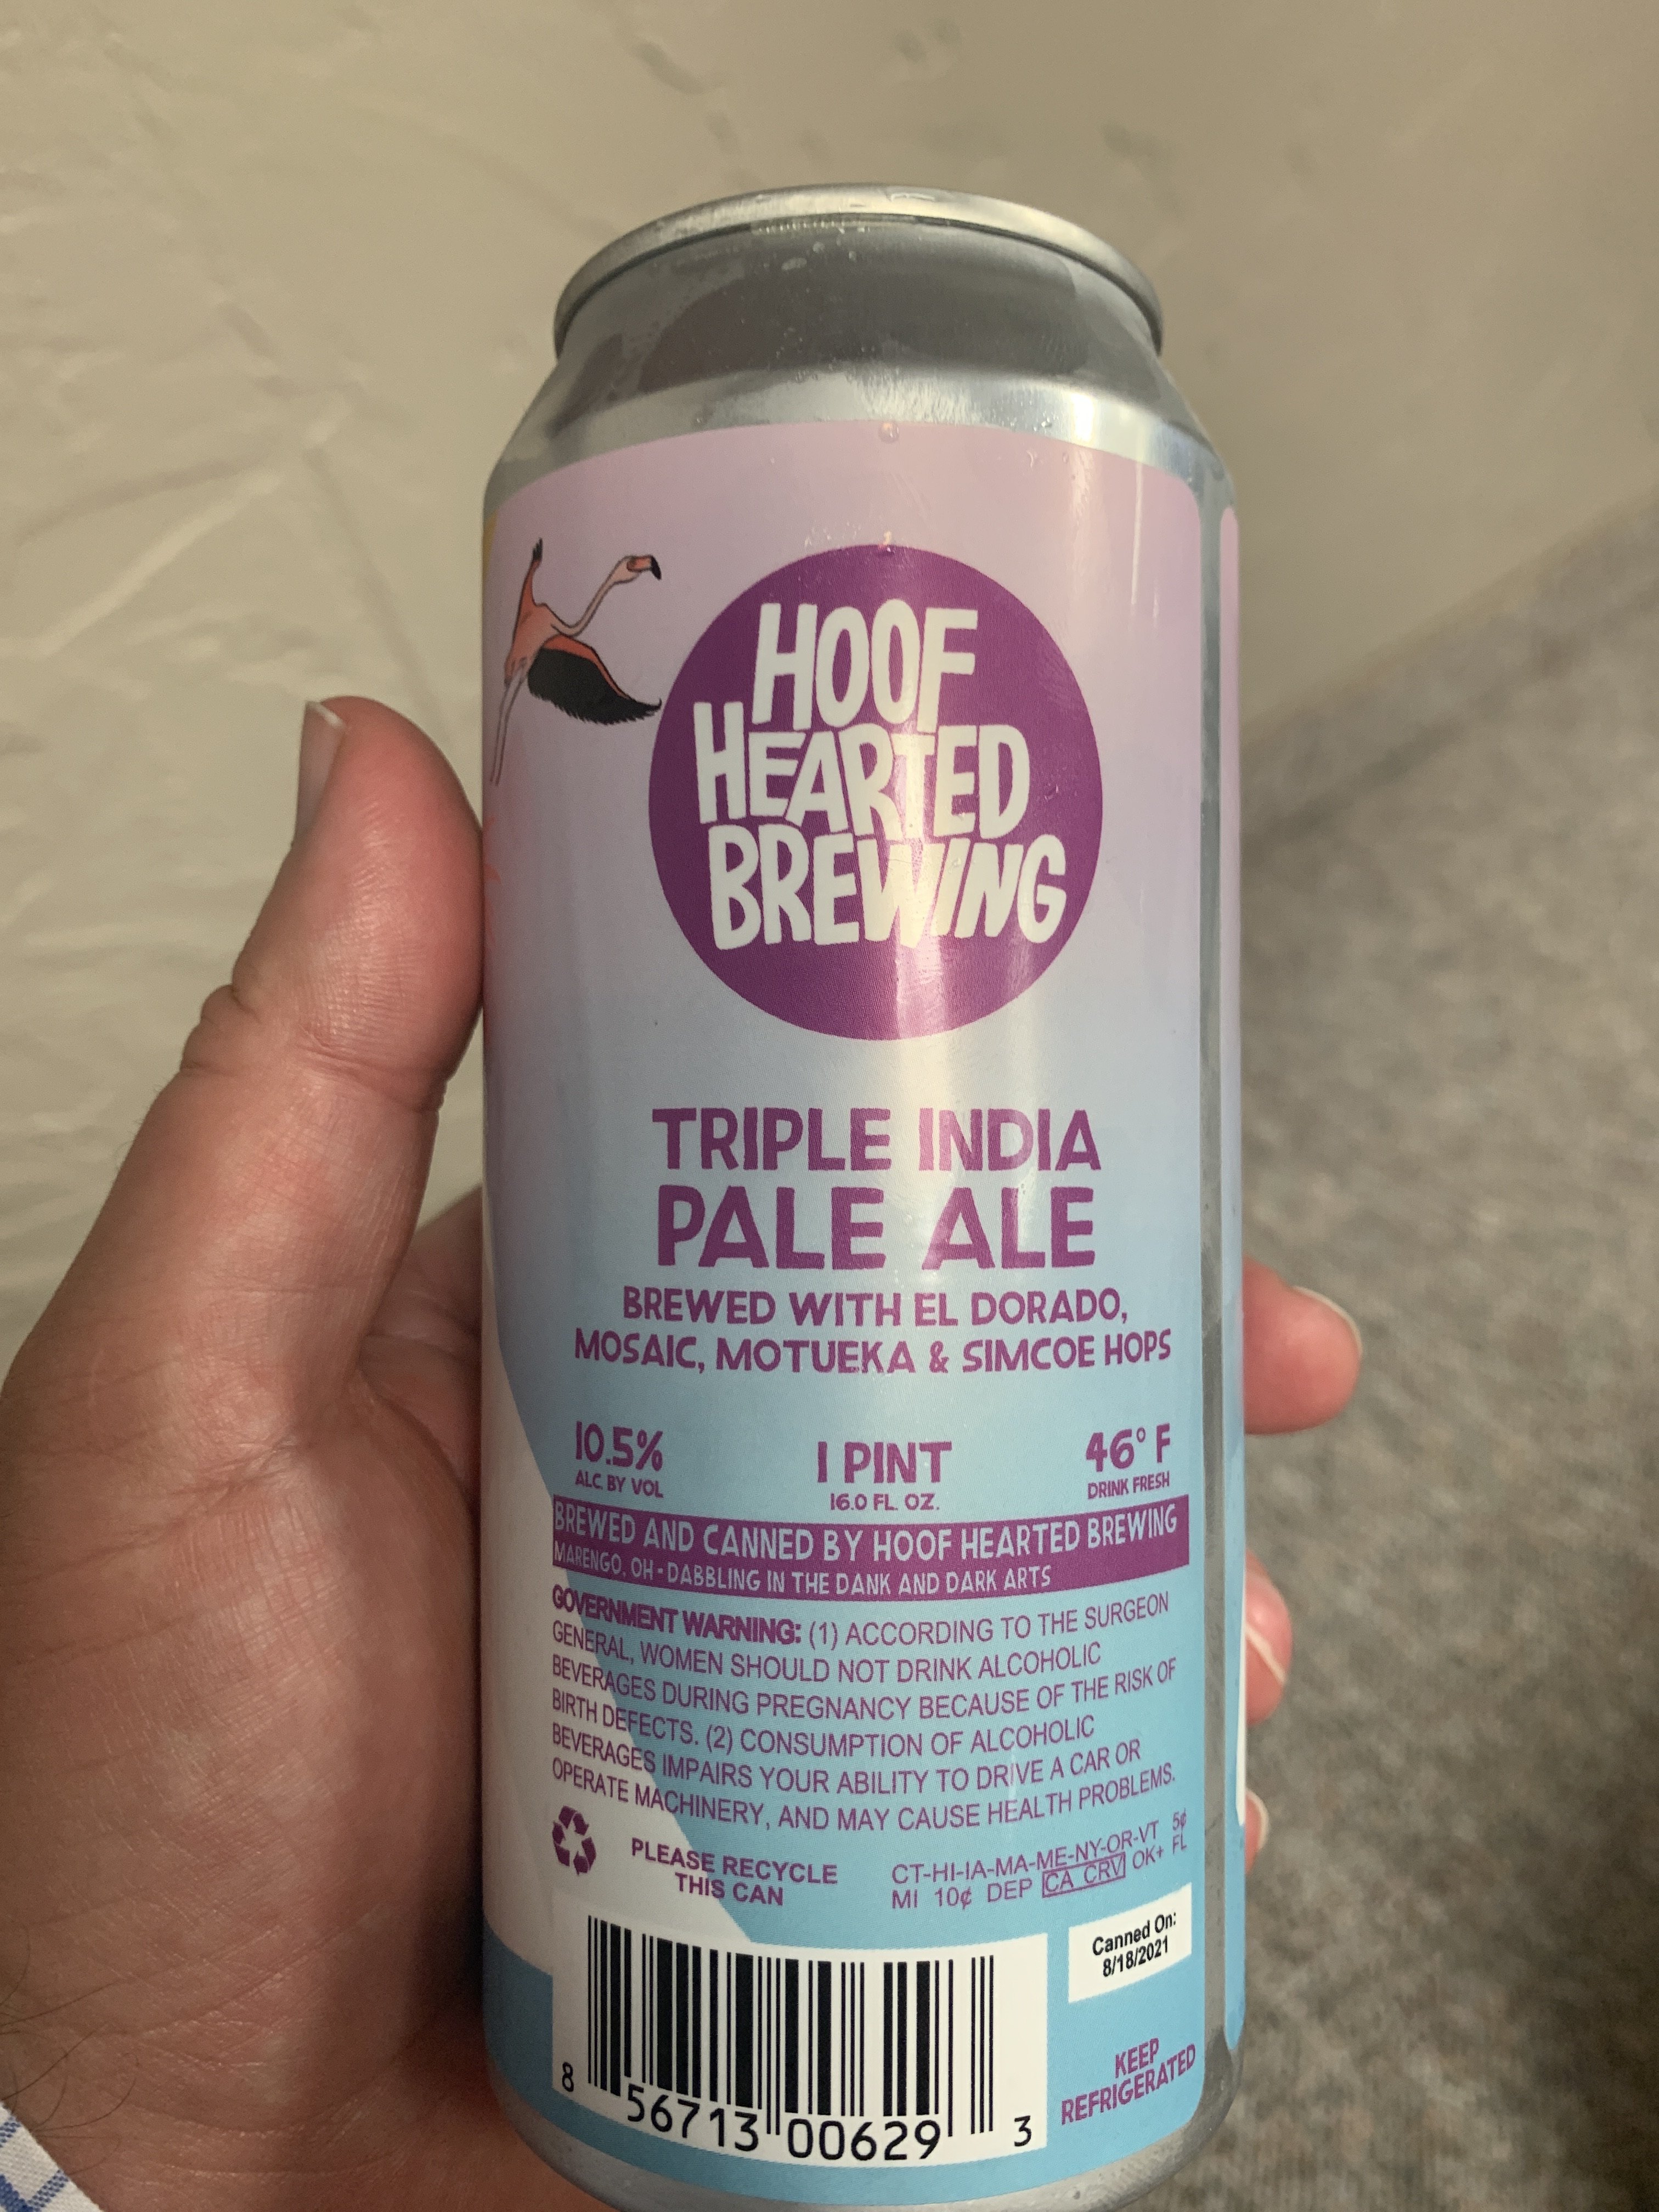 HOOF
HEARTED
BREWING
TRIPLE INDIA
PALE ALE
BREWED WITH EL DORADO,
MOSAIC, MOTUEKA & SIMCOE HOPS
10.5%
ALC. BY VOL
1 PINT
16.0 FL. OZ.
46° F
DRINK FRESH
BREWED AND CANNED BY HOOF HEARTED BREWING
MARENGO, OH - DABBLING IN THE DANK AND DARK ARTS
GOVERNMENT WARNING: (1) ACCORDING TO THE SURGEON
GENERAL, WOMEN SHOULD NOT DRINK ALCOHOLIC
BEVERAGES DURING PREGNANCY BECAUSE OF THE RISK OF
BIRTH DEFECTS. (2) CONSUMPTION OF ALCOHOLIC
BEVERAGES IMPAIRS YOUR ABILITY TO DRIVE A CAR OR
OPERATE MACHINERY, AND MAY CAUSE HEALTH PROBLEMS.
PLEASE RECYCLE
THIS CAN
CT-HI-IA-MA-ME-NY-OR-VT 5¢
MI 10¢ DEP CA CRV OK+ FL
Canned On:
8/18/2021
KEEP
REFRIGERATED
8 56713 00629 3